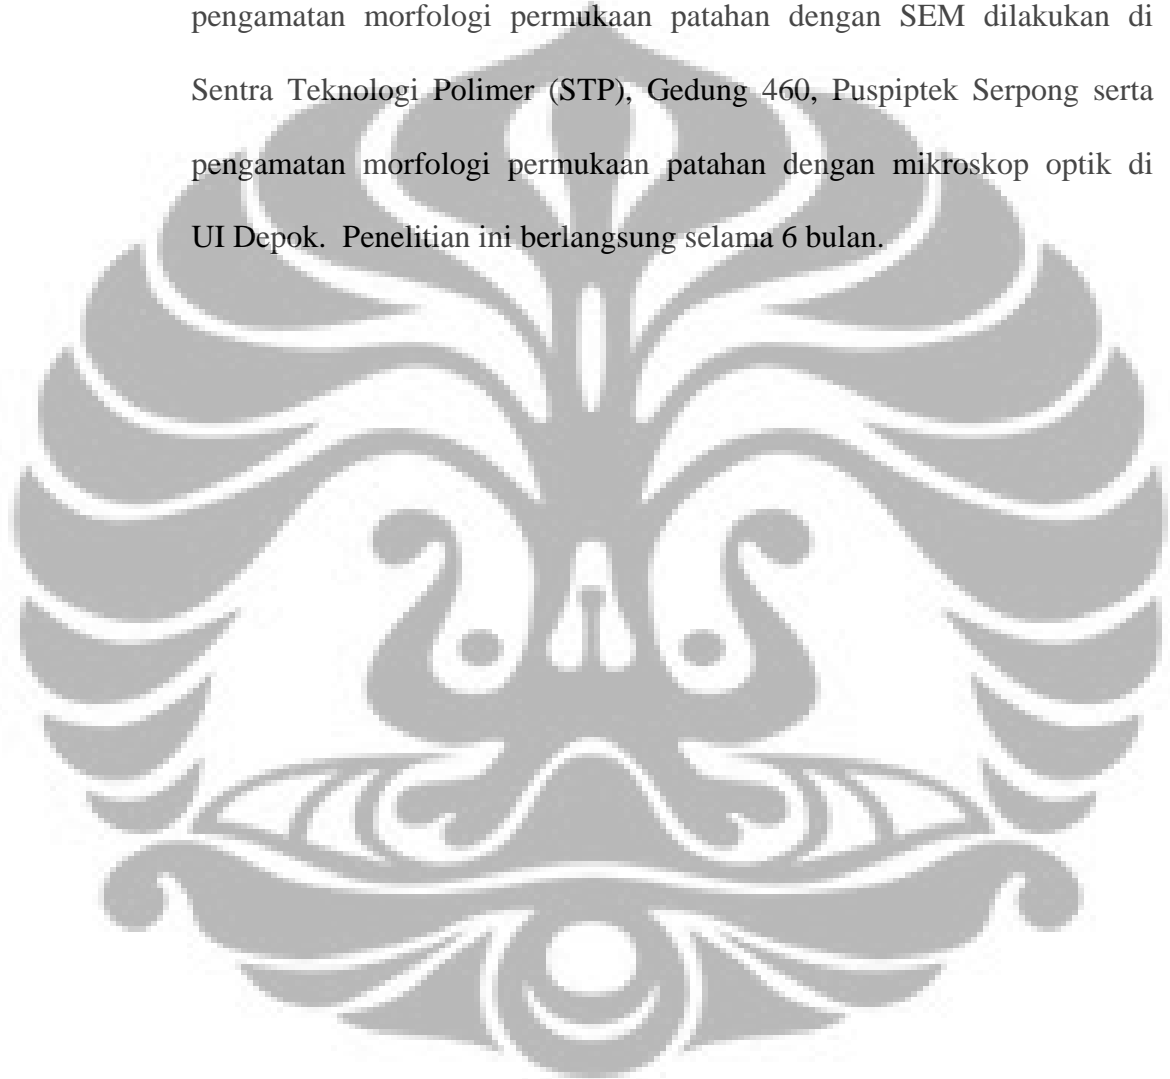 pengamatan morfologi permukaan patahan dengan SEM dilakukan di
Sentra Teknologi Polimer (STP), Gedung 460, Puspiptek Serpong serta
pengamatan morfologi permukaan patahan dengan mikroskop optik di
UI Depok. Penelitian ini berlangsung selama 6 bulan.